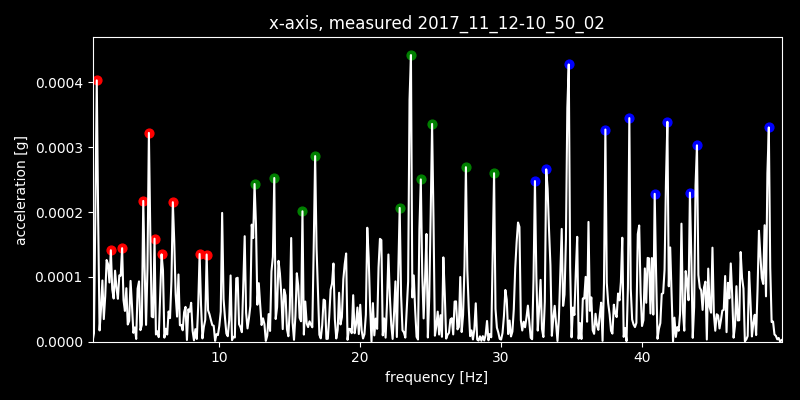 x-axis, measured 2017_11_12-10_50_02
0.0004
0.0003
0.0002
0.0001
0.0000
acceleration [g]
10 20 30 40
frequency [Hz]